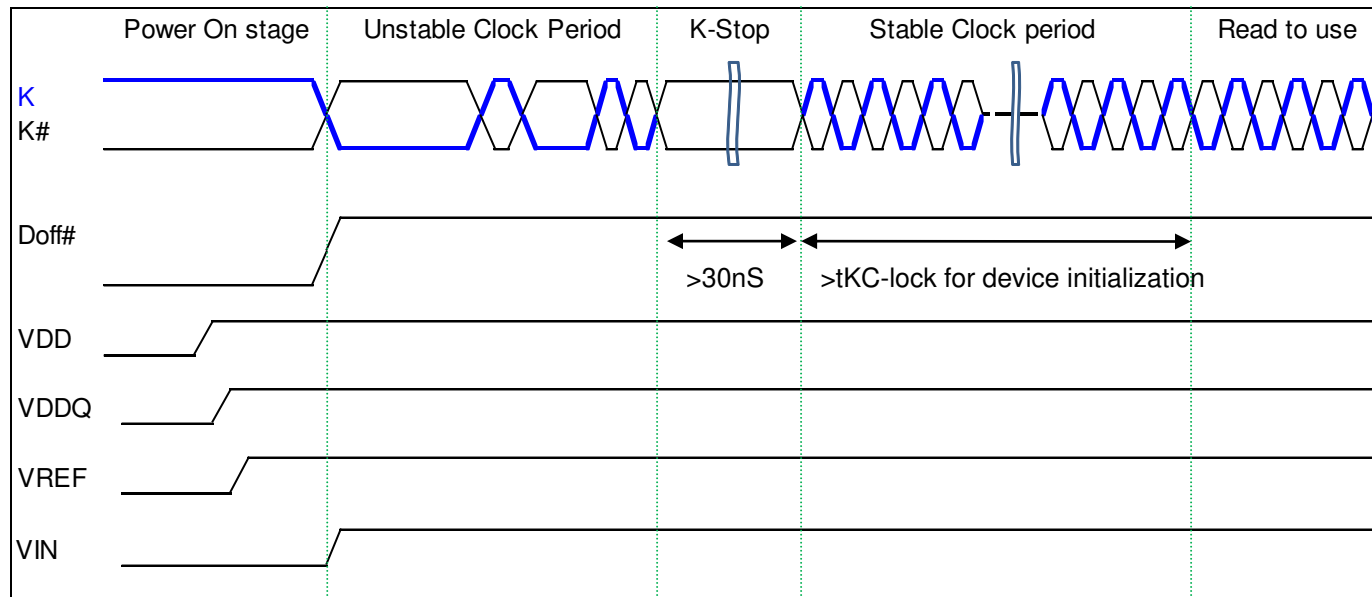 Power On stage Unstable Clock Period K-Stop Stable Clock period Read to use
K
K#
Doff#
>30nS >tKC-lock for device initialization
VDD
VDDQ
VREF
VIN